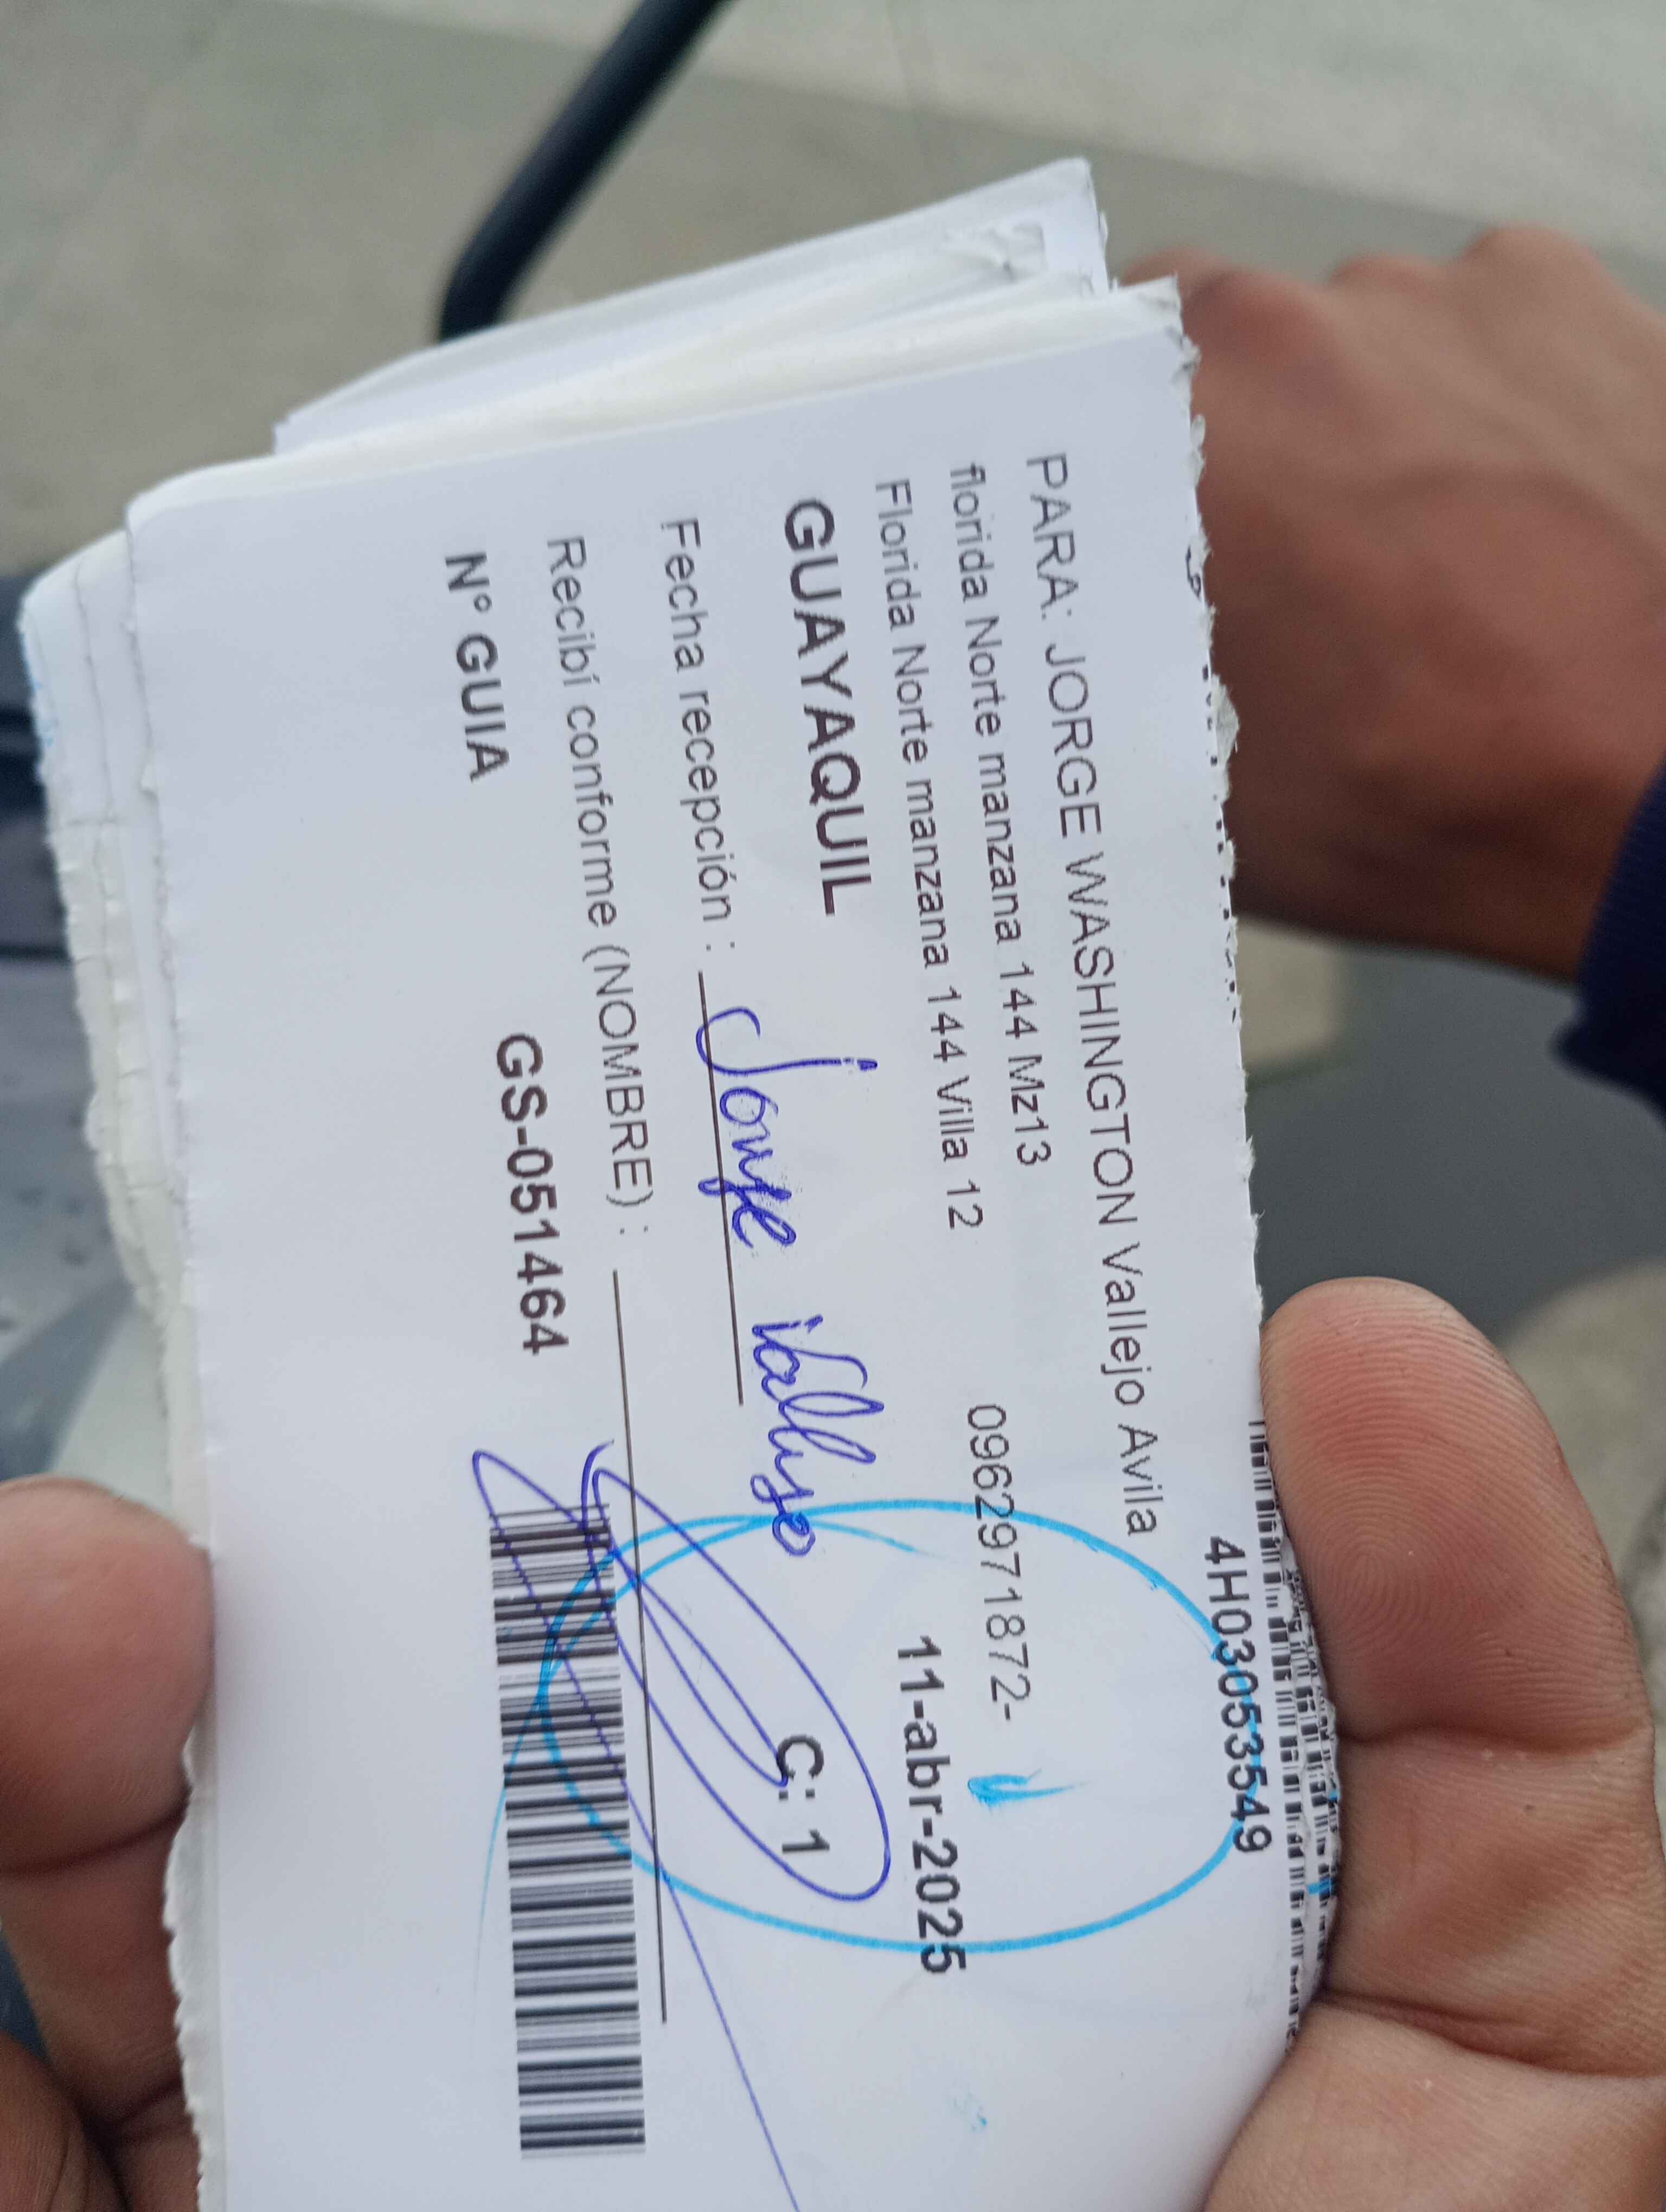 4H03053549
PARA: JORGE WASHINGTON Vallejo Avila
florida Norte manzana 144 Mz13
0962971872-
Florida Norte manzana 144 Villa 12
11-abr-2025
GUAYAQUIL
C: 1
Fecha recepción : Jorge Vallejo
Recibí conforme (NOMBRE) :
N° GUIA GS-051464